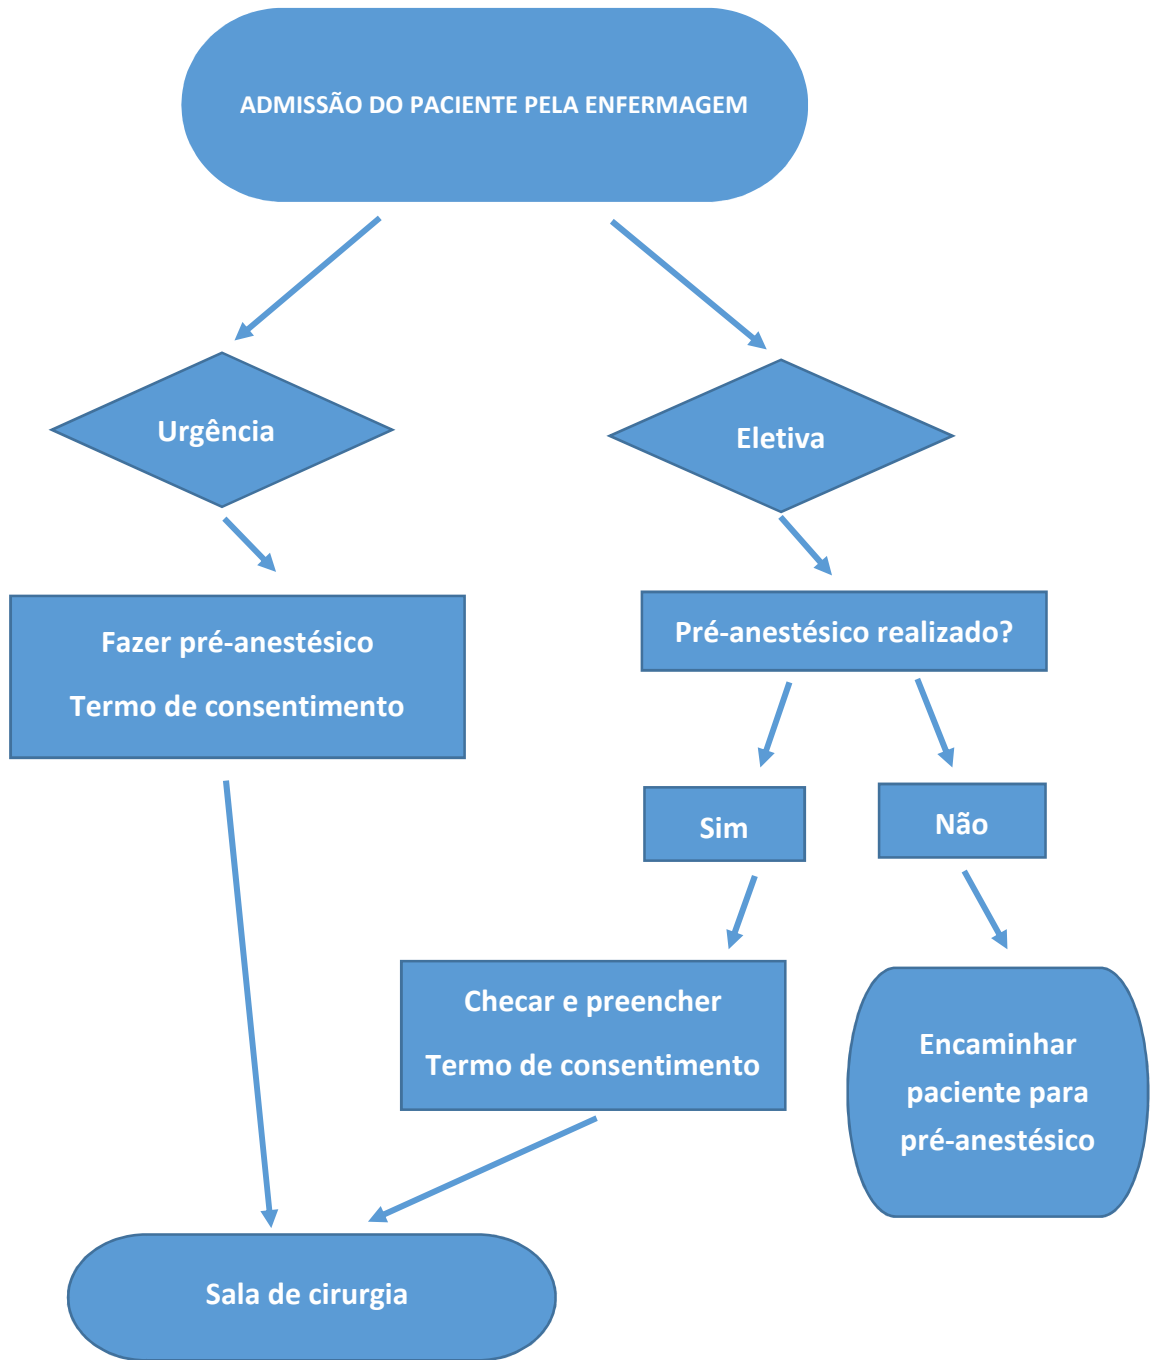 ADMISSÃO DO PACIENTE PELA ENFERMAGEM
Urgência
Eletiva
Fazer pré-anestésico
Termo de consentimento
Pré-anestésico realizado?
Sim
Não
Checar e preencher
Termo de consentimento
Encaminhar
paciente para
pré-anestésico
Sala de cirurgia